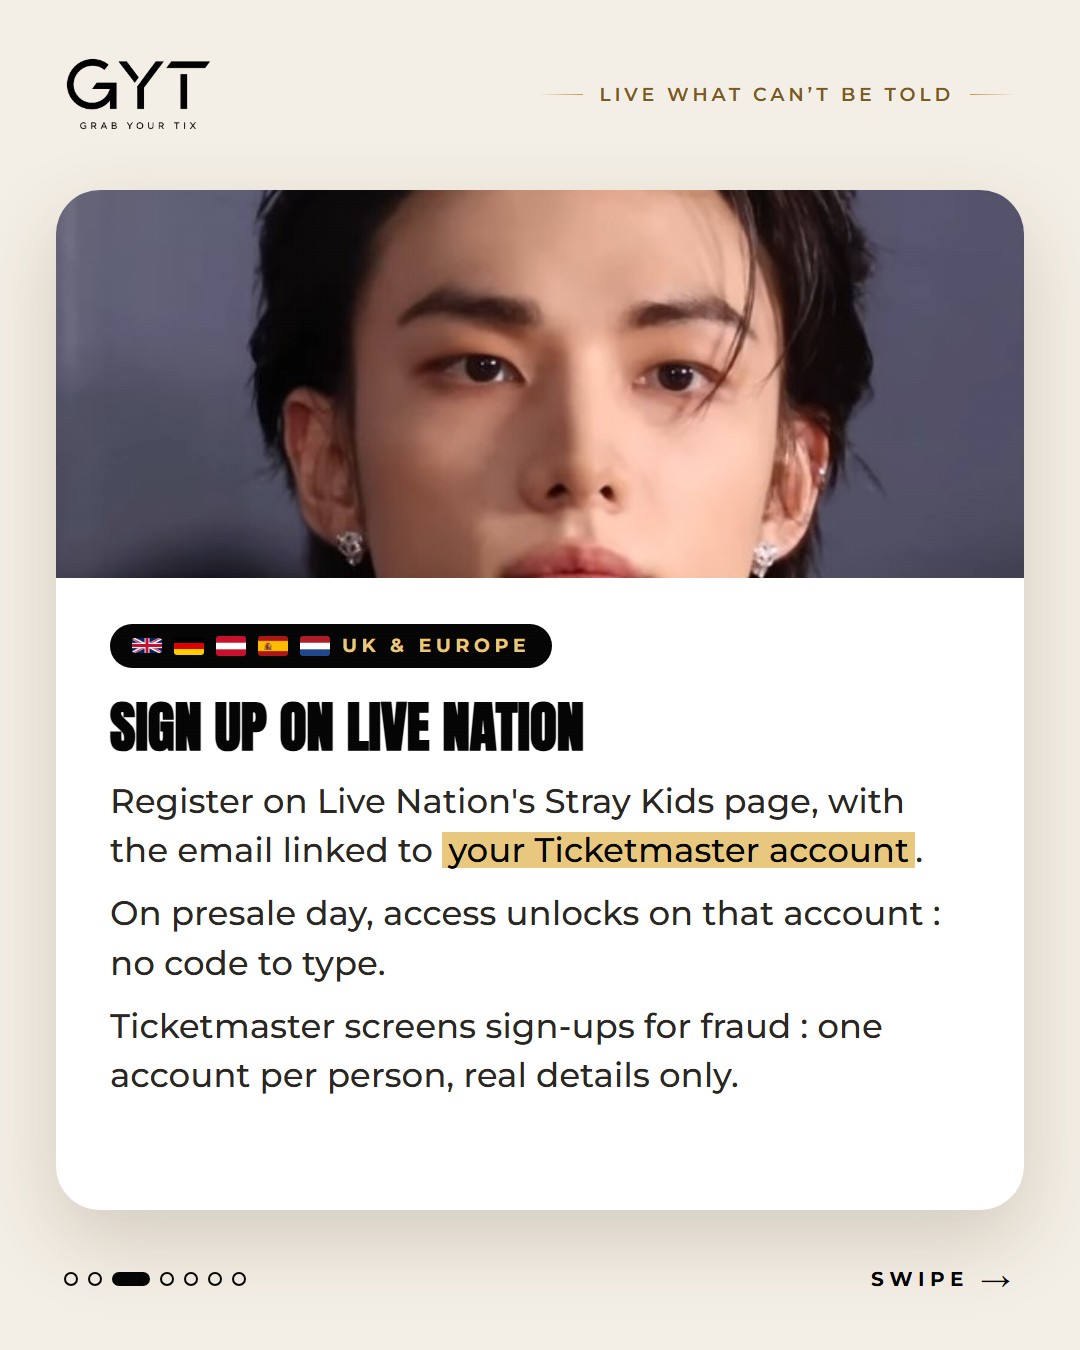 GYT
GRAB YOUR TIX
LIVE WHAT CAN’T BE TOLD
UK & EUROPE
SIGN UP ON LIVE NATION
Register on Live Nation's Stray Kids page, with
the email linked to your Ticketmaster account.
On presale day, access unlocks on that account :
no code to type.
Ticketmaster screens sign-ups for fraud : one
account per person, real details only.
SWIPE →